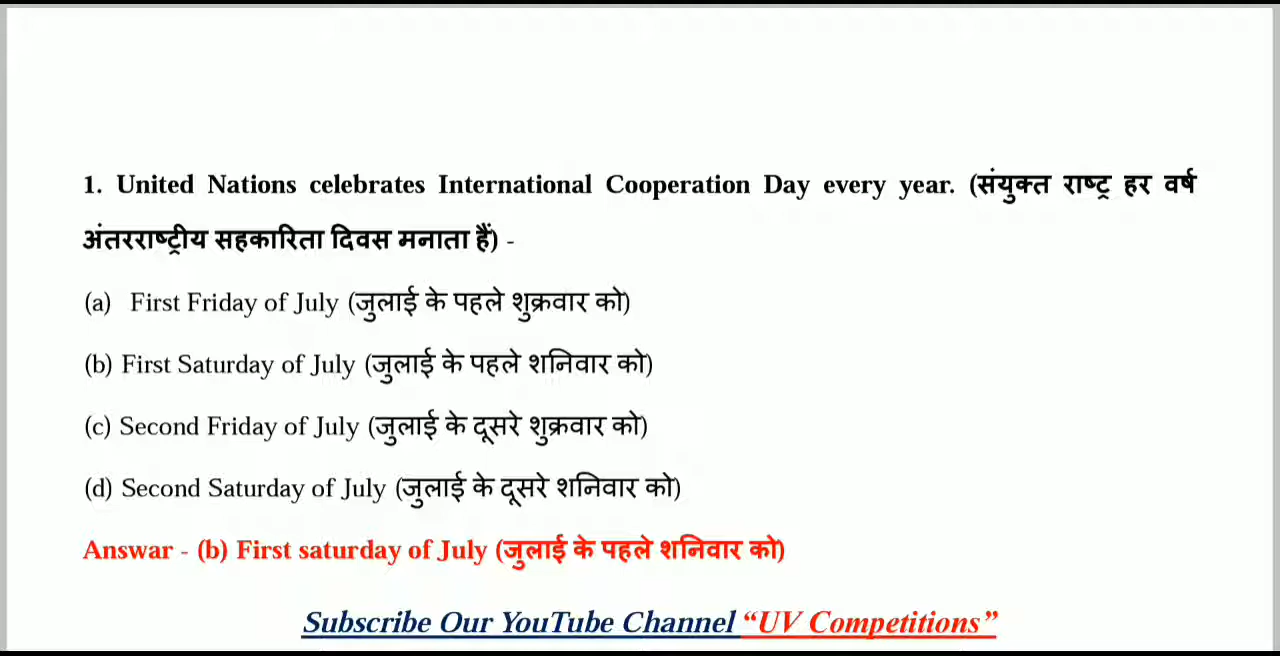 1. United Nations celebrates International Cooperation Day every year. (संयुक्त राष्ट्र हर वर्ष
अंतरराष्ट्रीय सहकारिता दिवस मनाता हैं) -
(a) First Friday of July (जुलाई के पहले शुक्रवार को)
(b) First Saturday of July (जुलाई के पहले शनिवार को)
(c) Second Friday of July (जुलाई के दूसरे शुक्रवार को)
(d) Second Saturday of July (जुलाई के दूसरे शनिवार को)
Answar - (b) First saturday of July (जुलाई के पहले शनिवार को)
Subscribe Our YouTube Channel “UV Competitions”